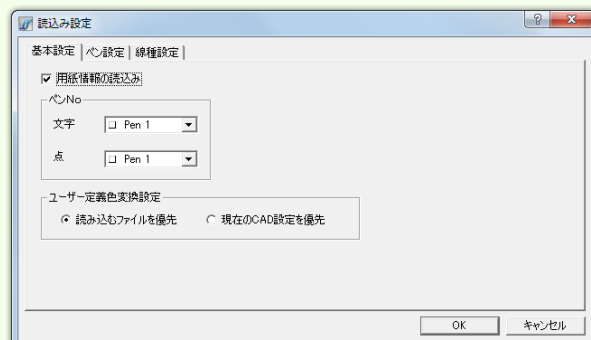 読込み設定
基本設定 ペン設定 線種設定
用紙情報の読込み
ペンNo
文字 Pen 1
点 Pen 1
ユーザー定義色変換設定
読み込むファイルを優先 現在のCAD設定を優先
OK キャンセル